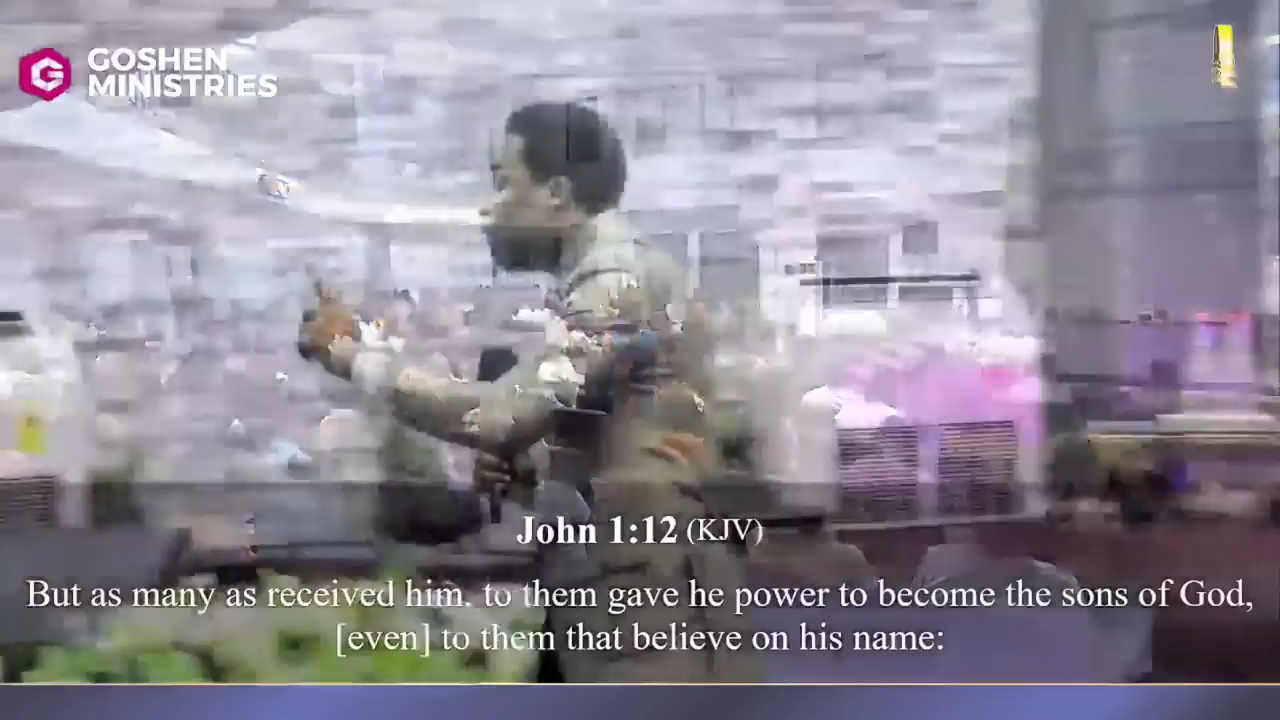 GOSHEN
MINISTRIES
John 1:12 (KJV)
But as many as received him, to them gave he power to become the sons of God,
[even] to them that believe on his name: